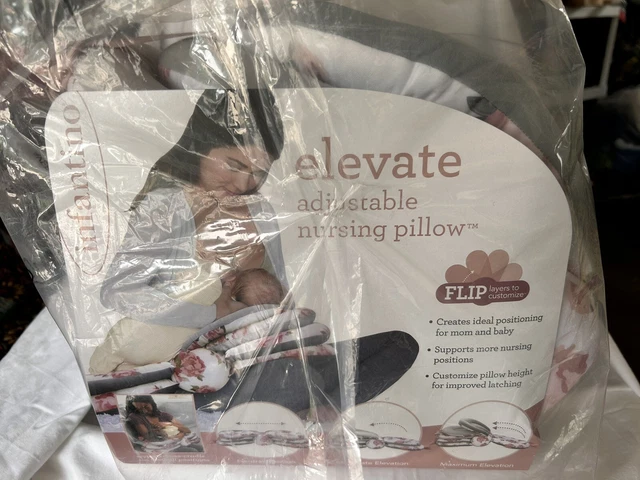 infantino
elevate
adjustable
nursing pillow™
FLIP layers to
customize
• Creates ideal positioning
for mom and baby
• Supports more nursing
positions
• Customize pillow height
for improved latching
Elevation
Maximum Elevation